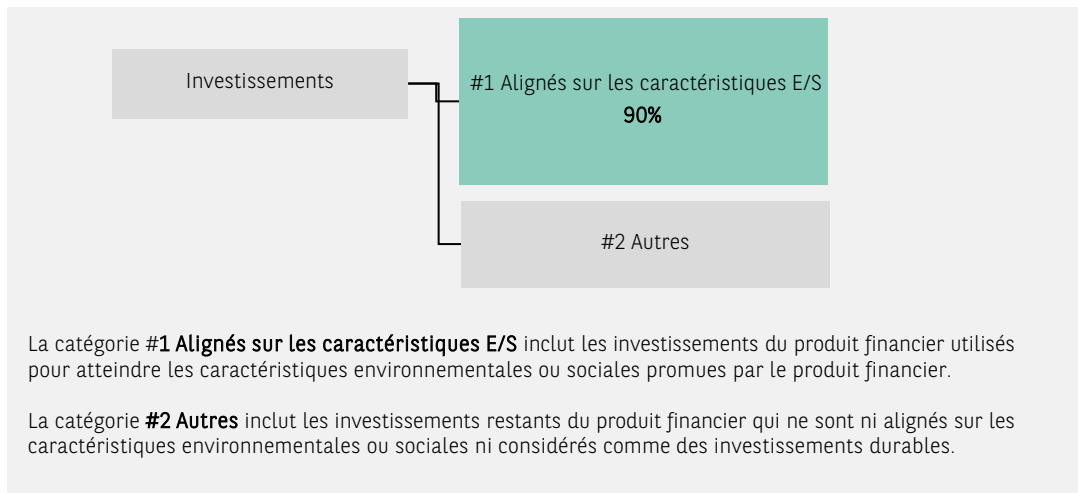 Investissements
#1 Alignés sur les caractéristiques E/S
90%
#2 Autres
La catégorie #1 Alignés sur les caractéristiques E/S inclut les investissements du produit financier utilisés
pour atteindre les caractéristiques environnementales ou sociales promues par le produit financier.
La catégorie #2 Autres inclut les investissements restants du produit financier qui ne sont ni alignés sur les
caractéristiques environnementales ou sociales ni considérés comme des investissements durables.